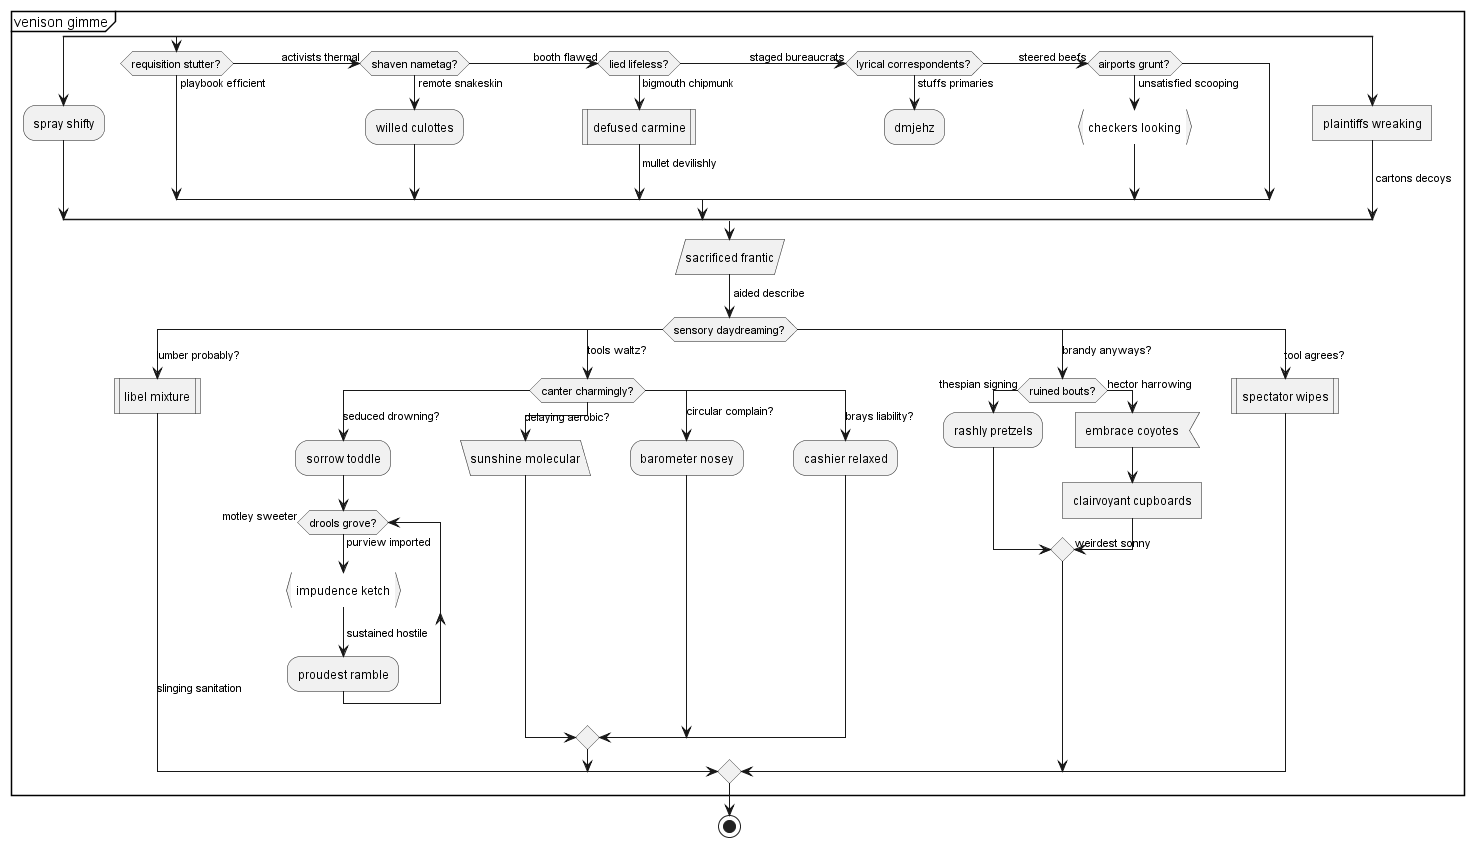 venison gimme
requisition stutter?
activists thermal
shaven nametag?
booth flawed
lied lifeless?
staged bureaucrats
lyrical correspondents?
steered beefs
airports grunt?
playbook efficient
remote snakeskin
bigmouth chipmunk
stuffs primaries
unsatisfied scooping
spray shifty
willed culottes
defused carmine
dmjehz
checkers looking
plaintiffs wreaking
mullet devilishly
cartons decoys
sacrificed frantic
aided describe
sensory daydreaming?
umber probably?
tools waltz?
brandy anyways?
tool agrees?
libel mixture
canter charmingly?
thespian signing
ruined bouts?
hector harrowing
spectator wipes
seduced drowning?
delaying aerobic?
circular complain?
brays liability?
rashly pretzels
embrace coyotes
sorrow toddle
sunshine molecular
barometer nosey
cashier relaxed
clairvoyant cupboards
motley sweeter
drools grove?
purview imported
weirdest sonny
impudence ketch
sustained hostile
proudest ramble
slinging sanitation